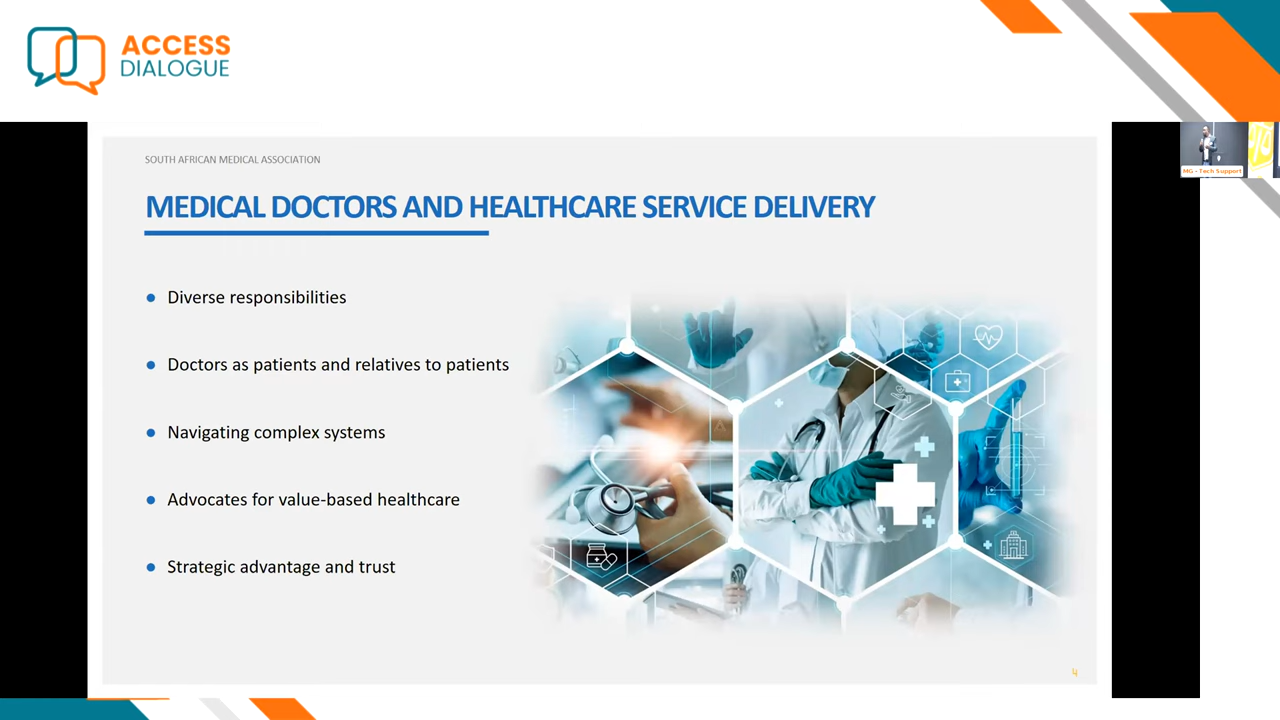 ACCESS
DIALOGUE
SOUTH AFRICAN MEDICAL ASSOCIATION
MEDICAL DOCTORS AND HEALTHCARE SERVICE DELIVERY
Diverse responsibilities
Doctors as patients and relatives to patients
Navigating complex systems
Advocates for value-based healthcare
Strategic advantage and trust
4
MG - Tech Support